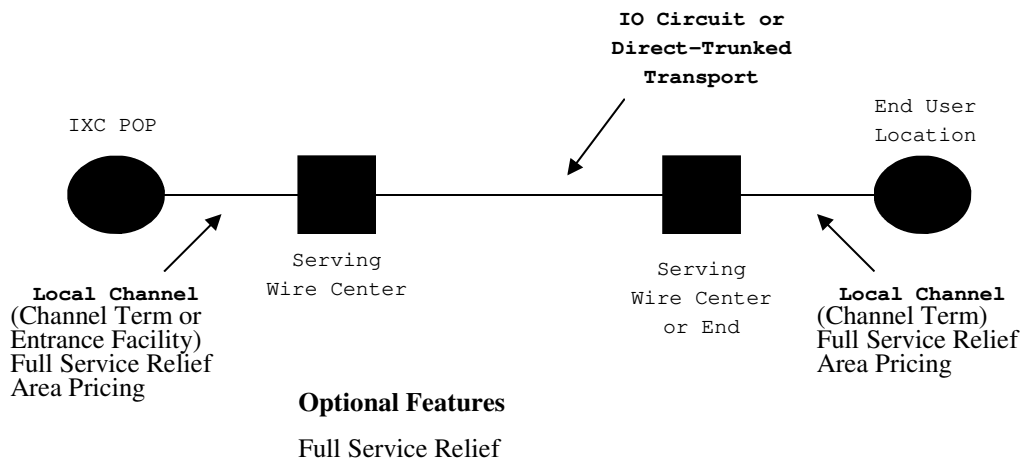 IO Circuit or
Direct-Trunked
Transport
IXC POP
End User
Location
Serving
Wire Center
Serving
Wire Center
or End
Local Channel
(Channel Term or
Entrance Facility)
Full Service Relief
Area Pricing
Local Channel
(Channel Term)
Full Service Relief
Area Pricing
Optional Features
Full Service Relief